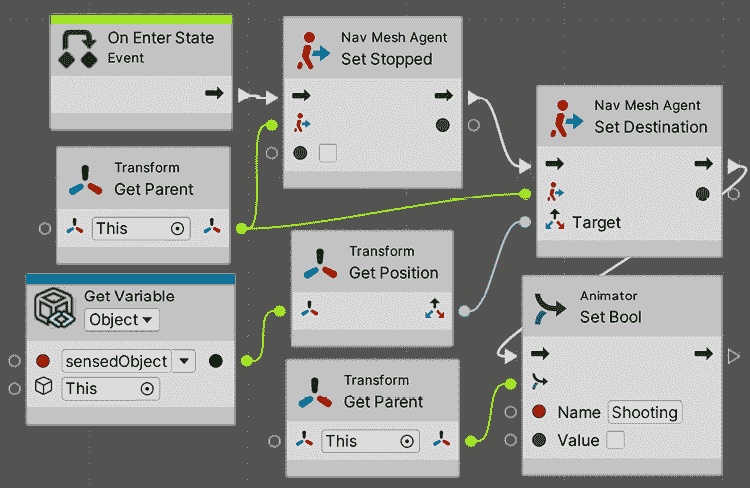 On Enter State
Event
Nav Mesh Agent
Set Stopped
Nav Mesh Agent
Set Destination
Target
Transform
Get Parent
This
Transform
Get Position
Get Variable
Object
sensedObject
This
Animator
Set Bool
Name Shooting
Value
Transform
Get Parent
This